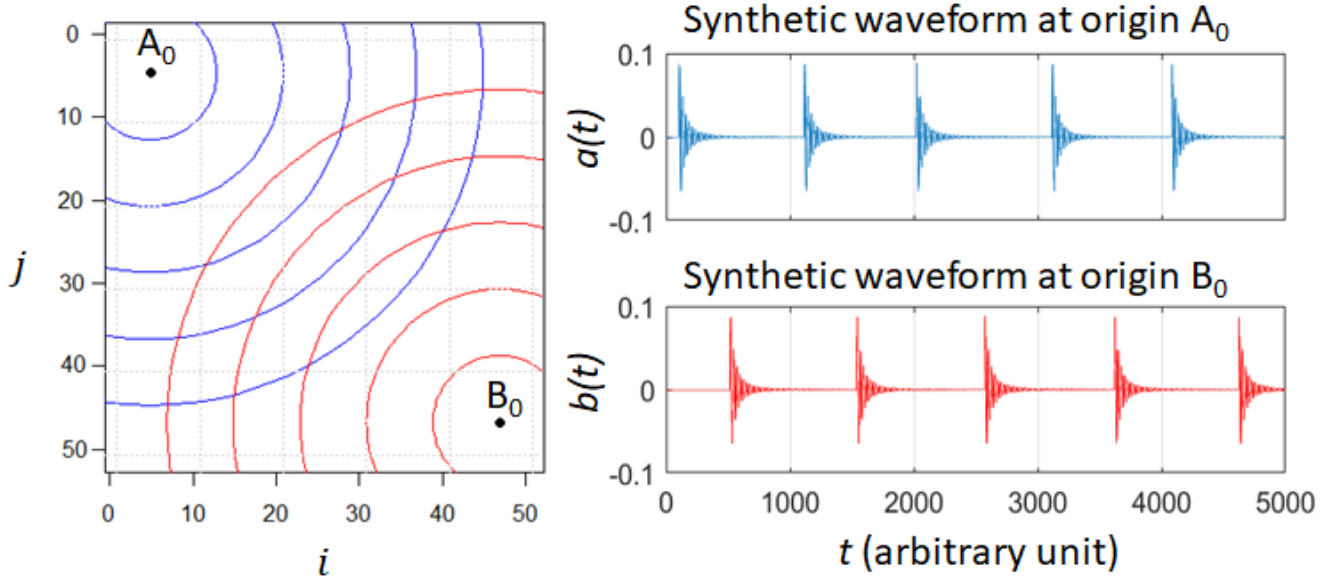 0
10
20
30
40
50
j
A₀
B₀
0 10 20 30 40 50
i
Synthetic waveform at origin A₀
0.1
0
-0.1
a(t)
Synthetic waveform at origin B₀
0.1
0
-0.1
b(t)
0 1000 2000 3000 4000 5000
t (arbitrary unit)